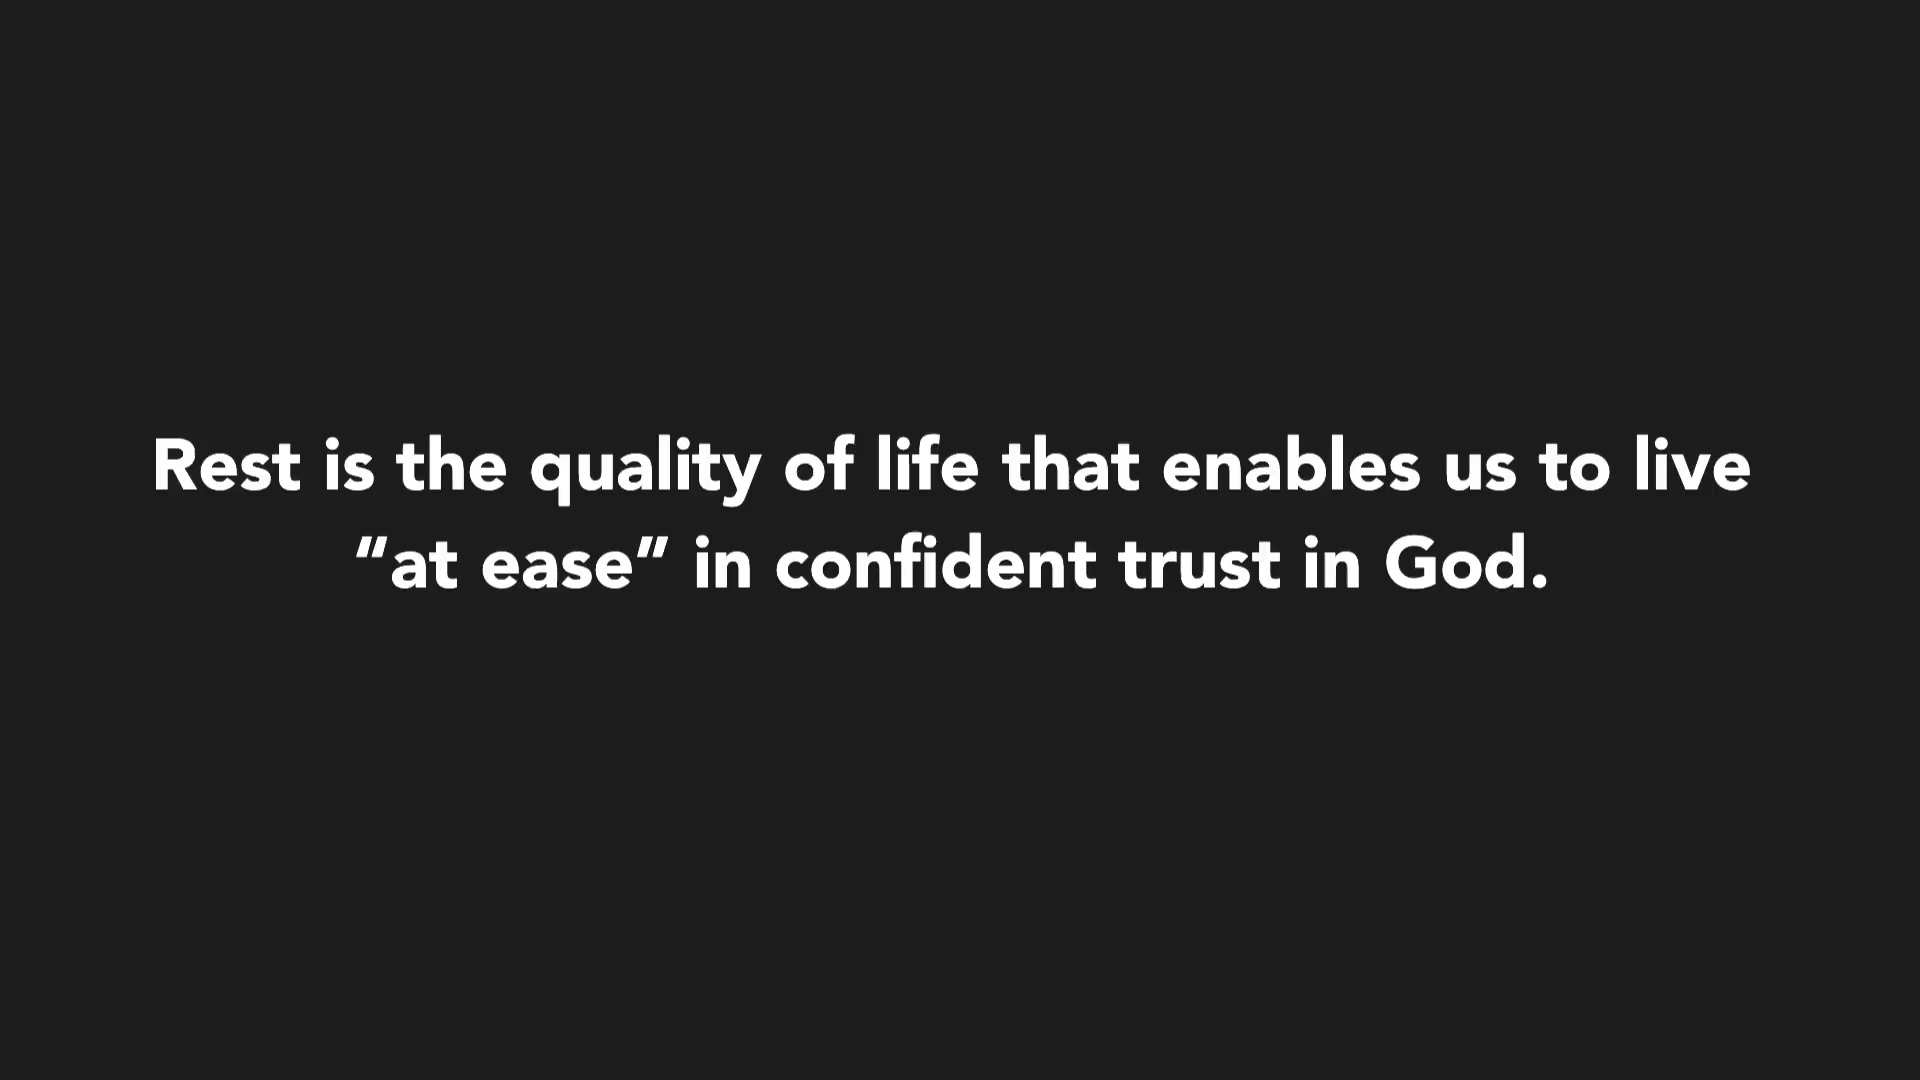 Rest is the quality of life that enables us to live
“at ease” in confident trust in God.